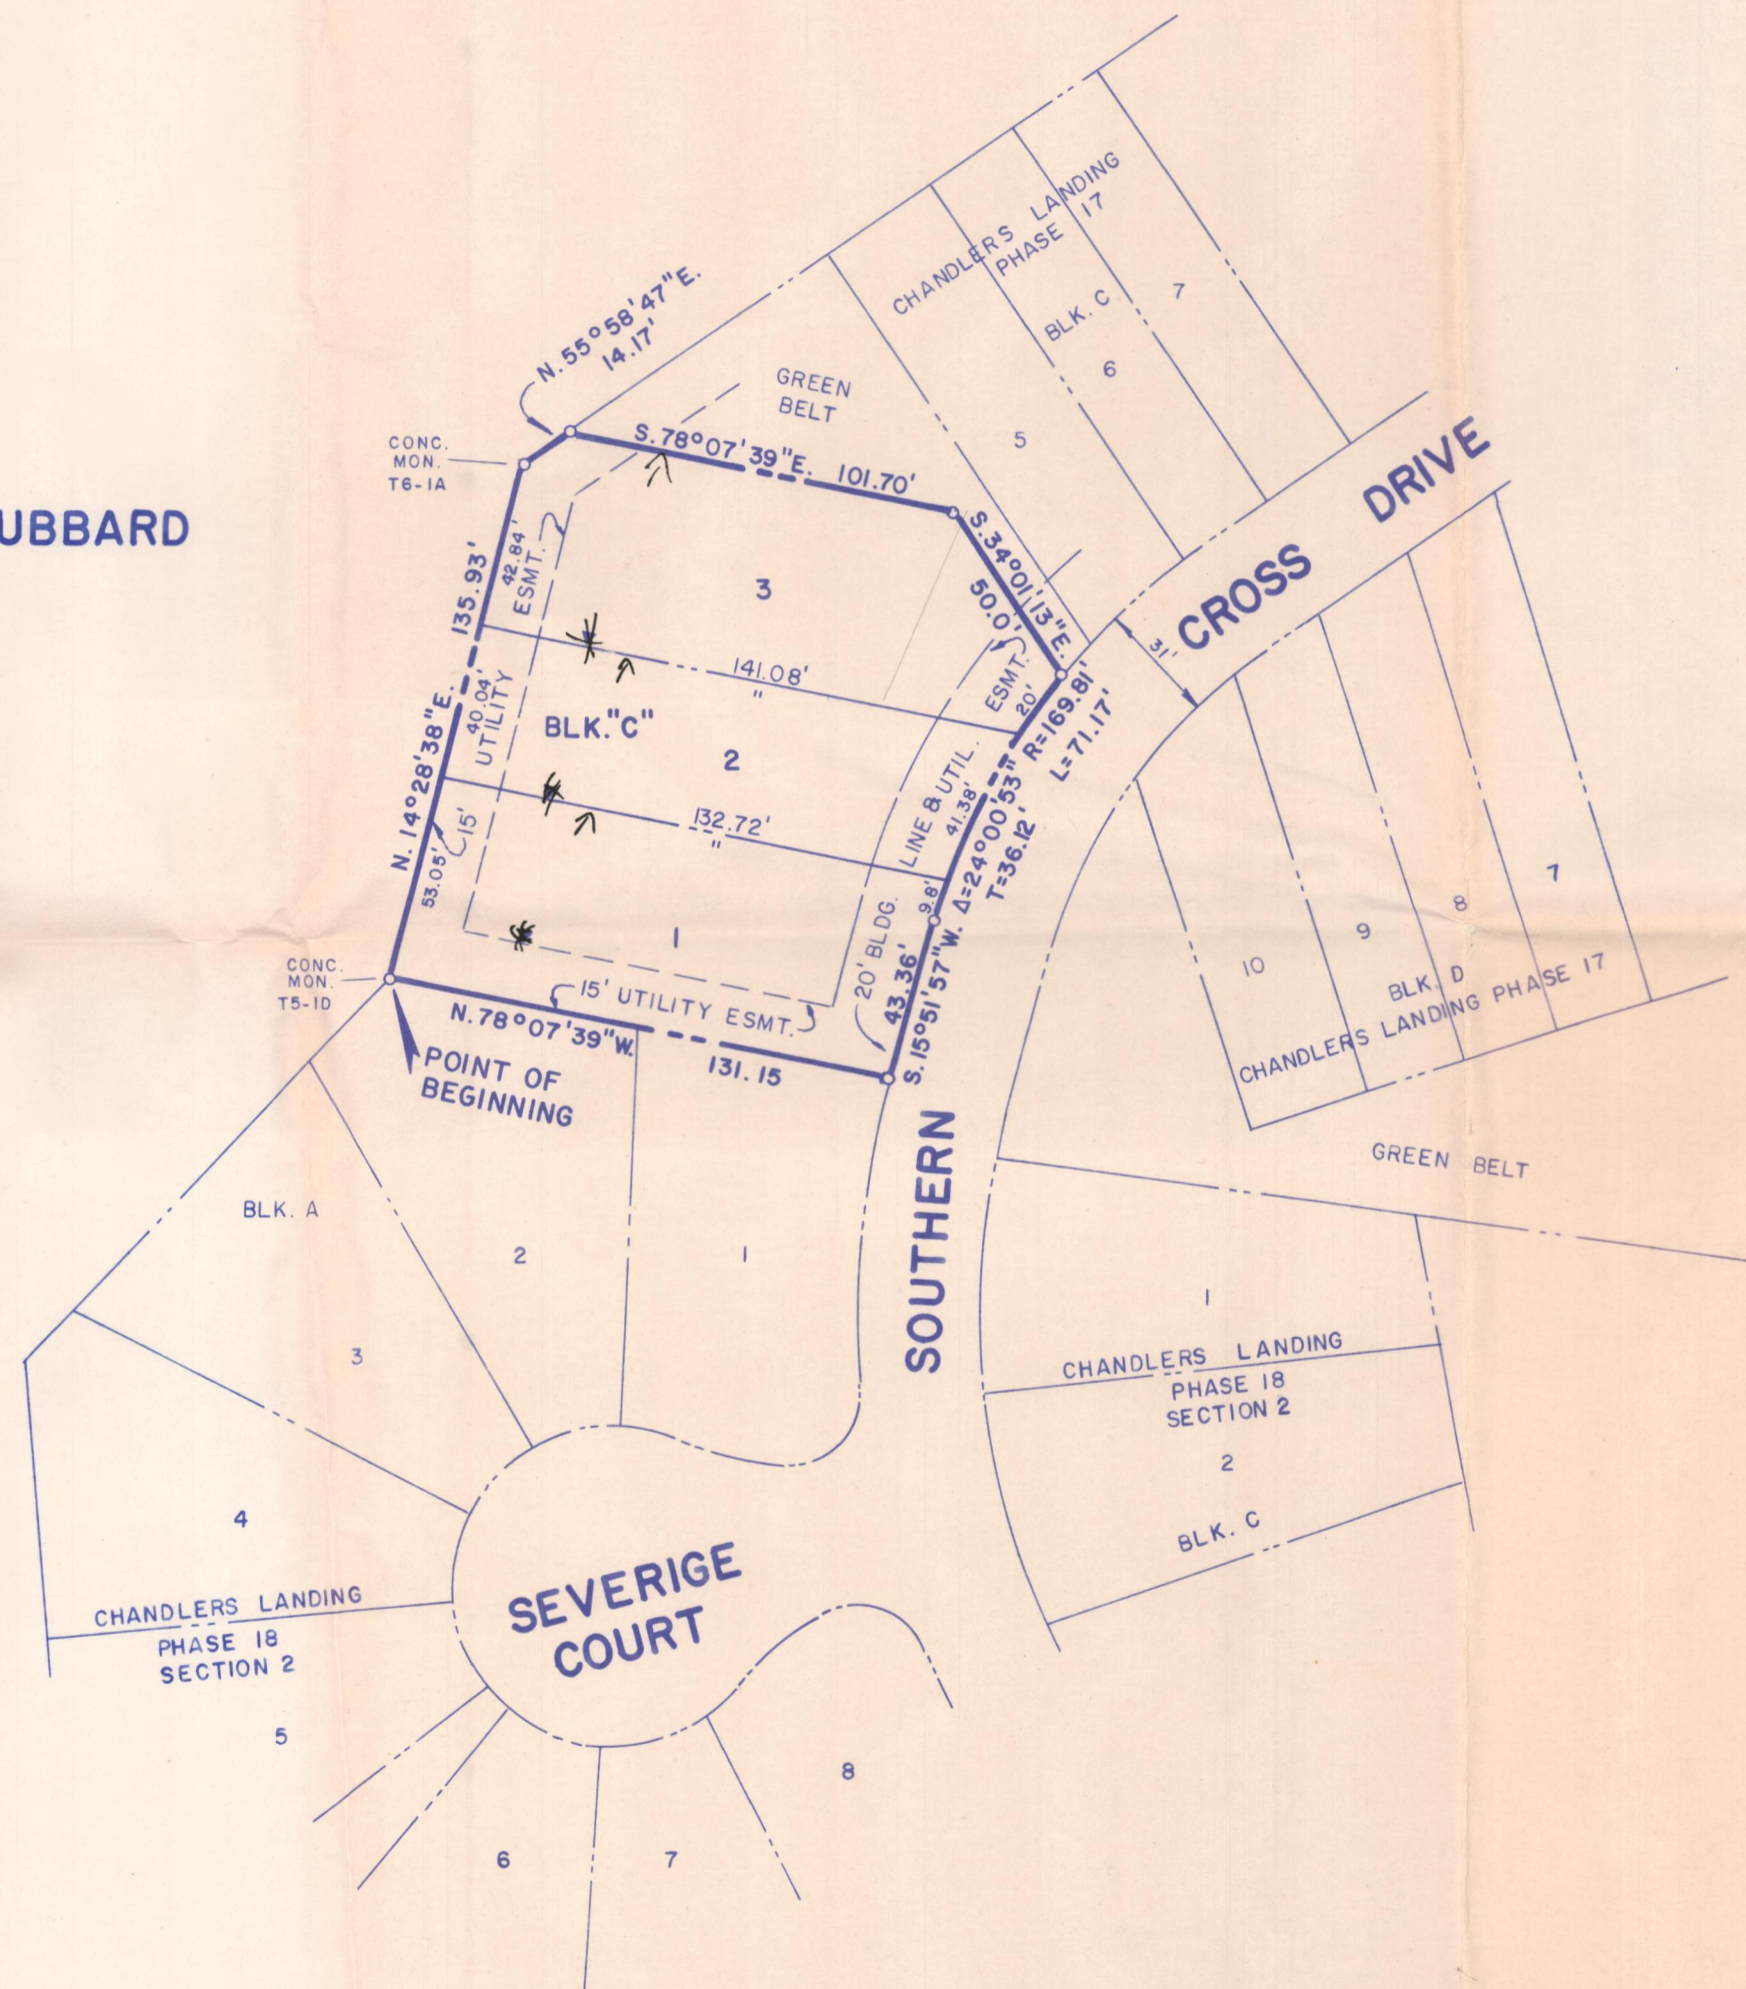 UBBARD
N. 55°58'47"E.
14.17'
GREEN
BELT
CHANDLERS LANDING
PHASE 17
BLK. C
7
6
5
CONC.
MON.
T6-1A
S. 78°07'39"E. 101.70'
S. 34°01'13"E.
50.0'
CROSS DRIVE
31'
135.93'
N. 14°28'38"E.
42.84'
ESMT.
40.04'
UTILITY
15'
53.05'
3
141.08'
"
BLK. "C"
2
132.72'
"
1
ESMT.
20'
LINE & UTIL.
20' BLDG.
41.38'
9.8'
R=169.81'
L=71.17'
Δ=24°00'53"
T=36.12'
43.36'
S. 15°51'57"W.
CONC.
MON.
T5-1D
15' UTILITY ESMT.
N. 78°07'39"W.
131.15
POINT OF
BEGINNING
7
8
9
10
BLK. D
CHANDLERS LANDING PHASE 17
GREEN BELT
SOUTHERN
BLK. A
2
1
3
4
CHANDLERS LANDING
PHASE 18
SECTION 2
5
1
CHANDLERS LANDING
PHASE 18
SECTION 2
2
BLK. C
SEVERIGE
COURT
8
6
7